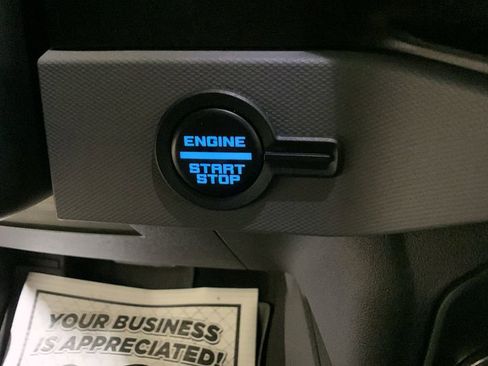 ENGINE
START
STOP
YOUR BUSINESS
IS APPRECIATED!